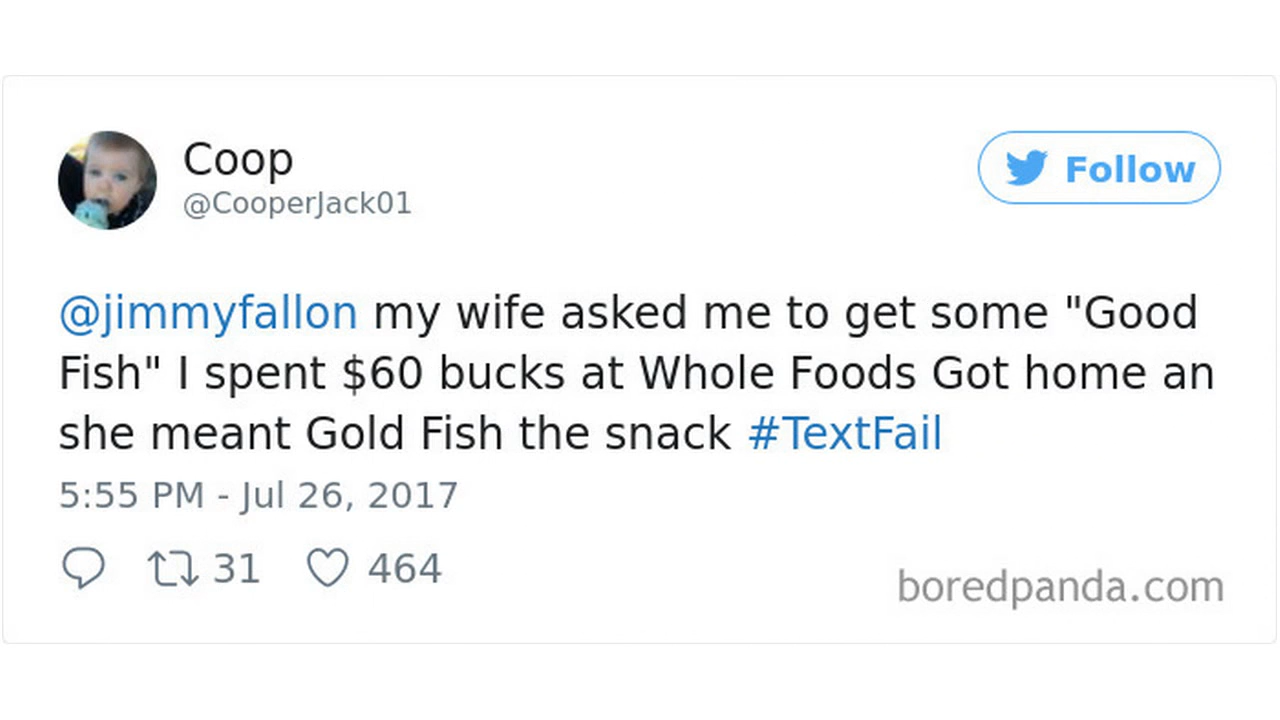 Coop
@CooperJack01
Follow
@jimmyfallon my wife asked me to get some "Good
Fish" I spent $60 bucks at Whole Foods Got home an
she meant Gold Fish the snack #TextFail
5:55 PM - Jul 26, 2017
31 464
boredpanda.com